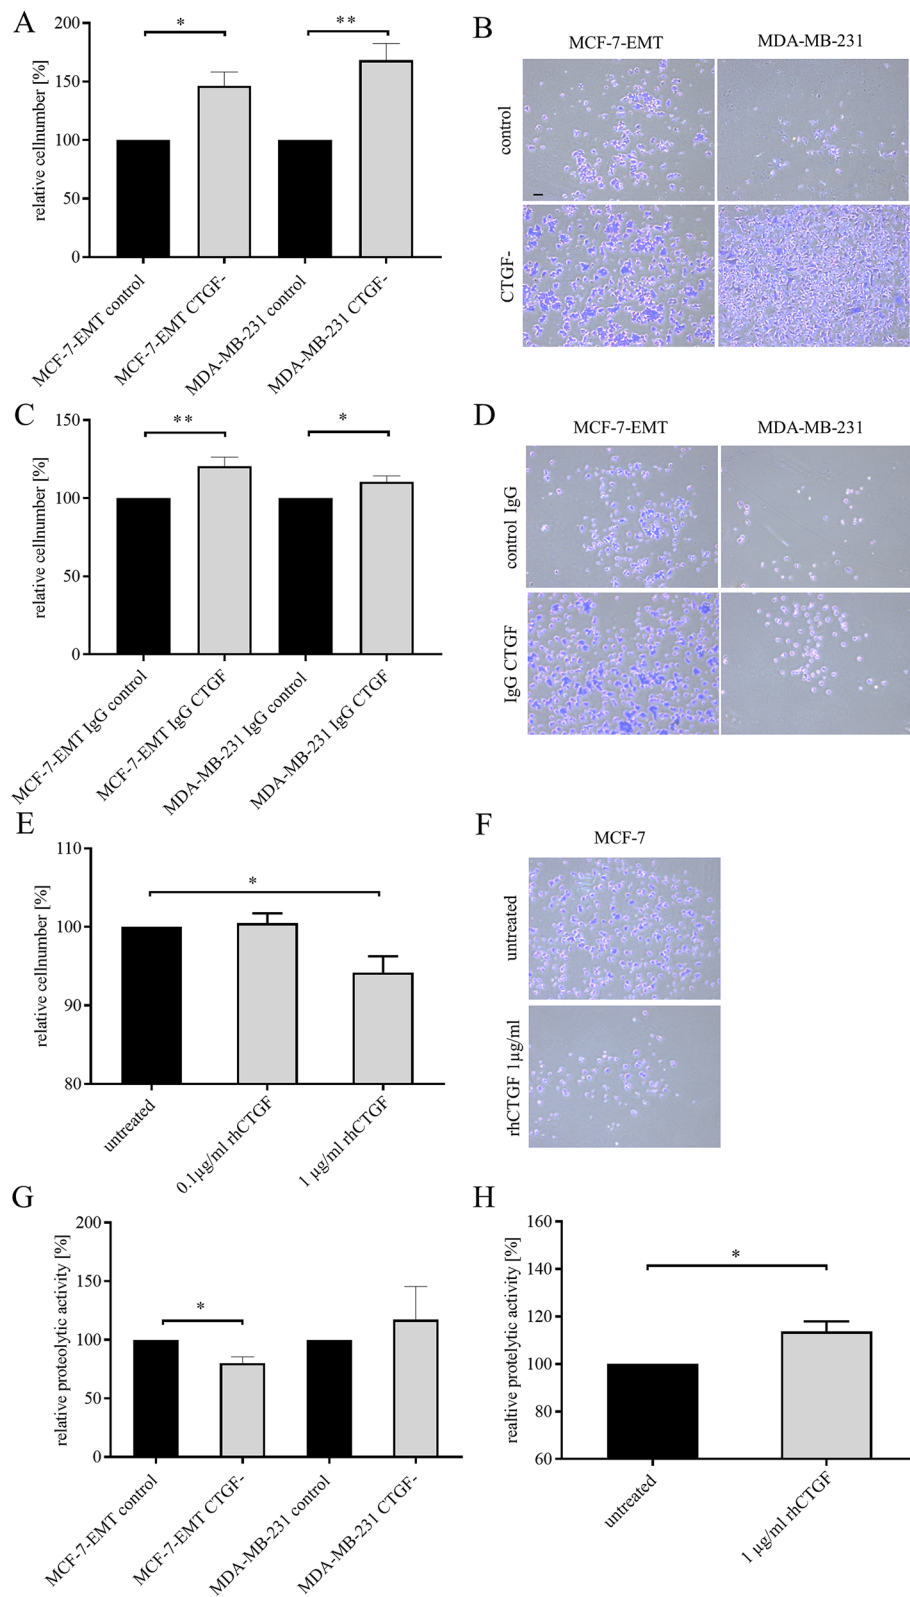 A
relative cellnumber [%]
200
150
100
50
0
*
**
MCF-7-EMT control
MCF-7-EMT CTGF-
MDA-MB-231 control
MDA-MB-231 CTGF-
B
MCF-7-EMT
MDA-MB-231
control
CTGF-
C
relative cellnumber [%]
150
100
50
0
**
*
MCF-7-EMT IgG control
MCF-7-EMT IgG CTGF
MDA-MB-231 IgG control
MDA-MB-231 IgG CTGF
D
MCF-7-EMT
MDA-MB-231
control IgG
IgG CTGF
E
relative cellnumber [%]
110
100
90
80
*
untreated
0.1µg/ml rhCTGF
1 µg/ml rhCTGF
F
MCF-7
untreated
rhCTGF 1µg/ml
G
relative proteolytic activity [%]
200
150
100
50
0
*
MCF-7-EMT control
MCF-7-EMT CTGF-
MDA-MB-231 control
MDA-MB-231 CTGF-
H
realtive protelytic activity [%]
160
140
120
100
80
60
*
untreated
1 µg/ml rhCTGF